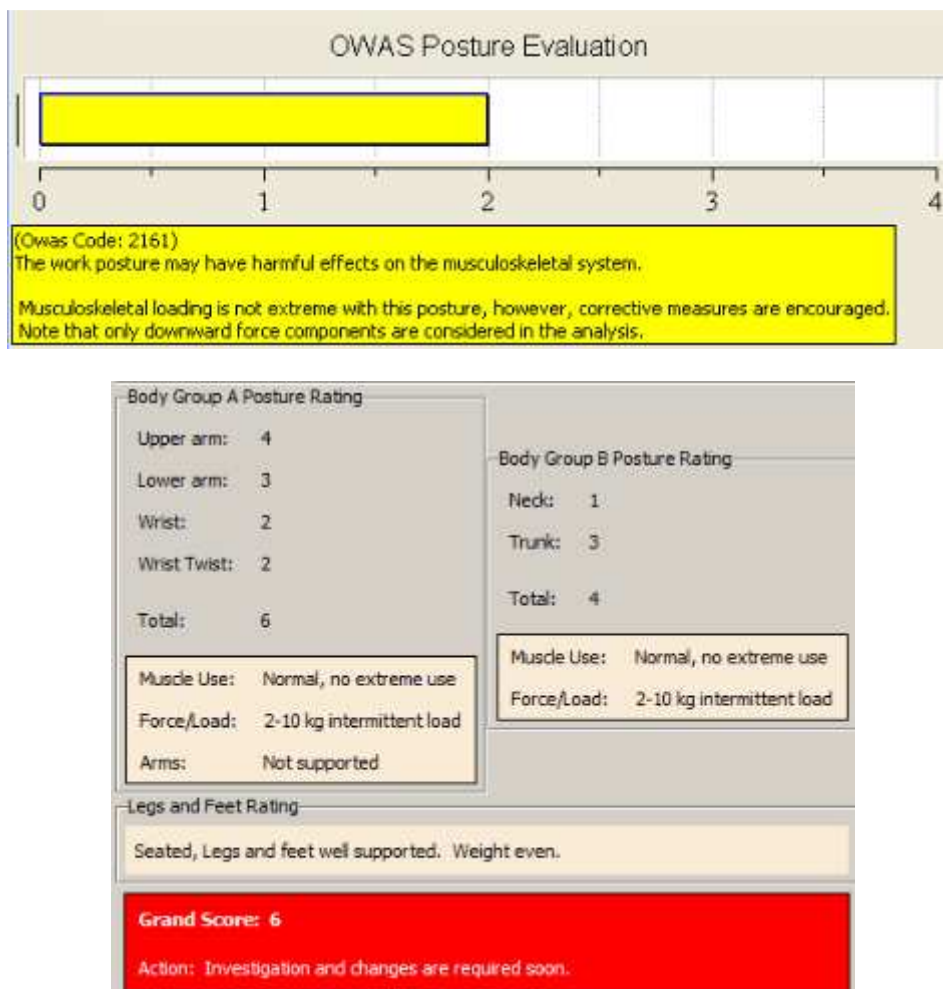 OWAS Posture Evaluation
0 1 2 3 4
(Owas Code: 2161)
The work posture may have harmful effects on the musculoskeletal system.
Musculoskeletal loading is not extreme with this posture, however, corrective measures are encouraged.
Note that only downward force components are considered in the analysis.
Body Group A Posture Rating
Upper arm: 4
Lower arm: 3
Wrist: 2
Wrist Twist: 2
Total: 6
Muscle Use: Normal, no extreme use
Force/Load: 2-10 kg intermittent load
Arms: Not supported
Body Group B Posture Rating
Neck: 1
Trunk: 3
Total: 4
Muscle Use: Normal, no extreme use
Force/Load: 2-10 kg intermittent load
Legs and Feet Rating
Seated, Legs and feet well supported. Weight even.
Grand Score: 6
Action: Investigation and changes are required soon.